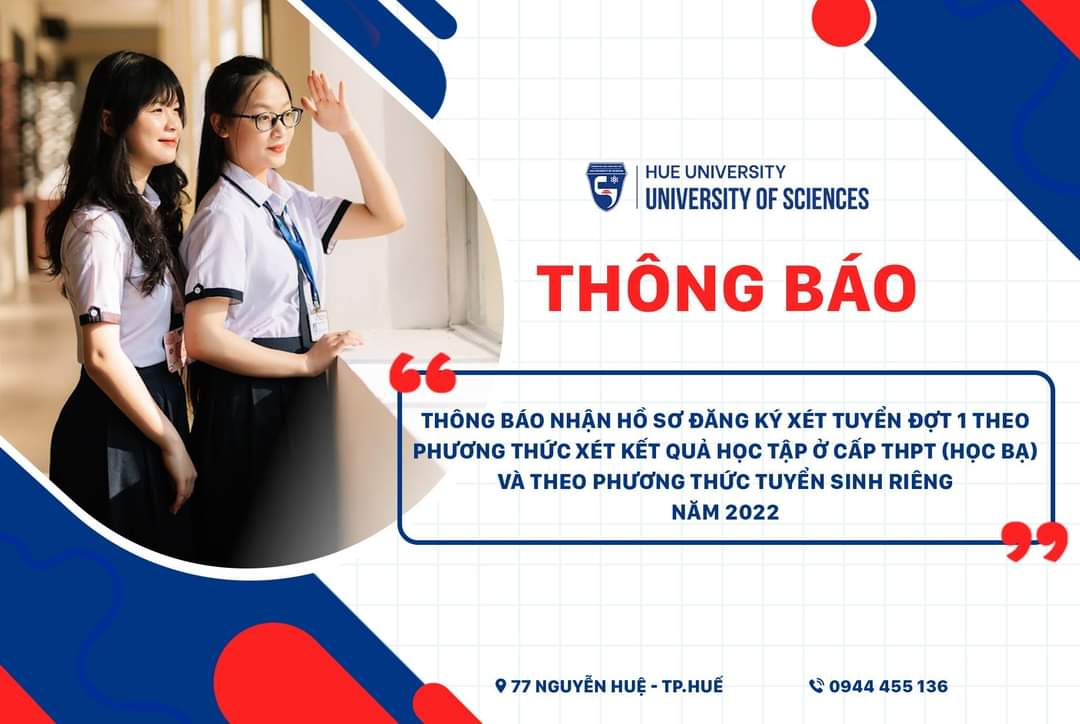 HUE UNIVERSITY
UNIVERSITY OF SCIENCES
THÔNG BÁO
THÔNG BÁO NHẬN HỒ SƠ ĐĂNG KÝ XÉT TUYỂN ĐỢT 1 THEO
PHƯƠNG THỨC XÉT KẾT QUẢ HỌC TẬP Ở CẤP THPT (HỌC BẠ)
VÀ THEO PHƯƠNG THỨC TUYỂN SINH RIÊNG
NĂM 2022
77 NGUYỄN HUỆ - TP.HUẾ
0944 455 136